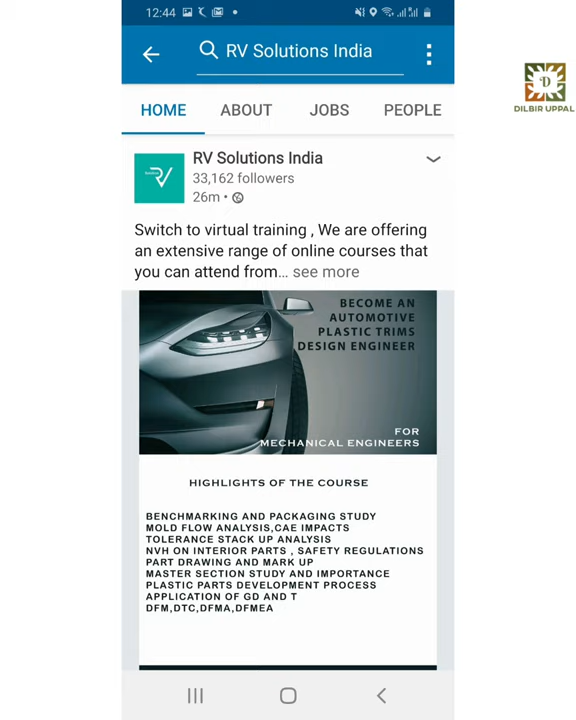 12:44
RV Solutions India
HOME ABOUT JOBS PEOPLE
D
DILBIR UPPAL
RV
RV Solutions India
33,162 followers
26m •
Switch to virtual training , We are offering
an extensive range of online courses that
you can attend from... see more
BECOME AN
AUTOMOTIVE
PLASTIC TRIMS
DESIGN ENGINEER
FOR
MECHANICAL ENGINEERS
HIGHLIGHTS OF THE COURSE
BENCHMARKING AND PACKAGING STUDY
MOLD FLOW ANALYSIS,CAE IMPACTS
TOLERANCE STACK UP ANALYSIS
NVH ON INTERIOR PARTS , SAFETY REGULATIONS
PART DRAWING AND MARK UP
MASTER SECTION STUDY AND IMPORTANCE
PLASTIC PARTS DEVELOPMENT PROCESS
APPLICATION OF GD AND T
DFM,DTC,DFMA,DFMEA